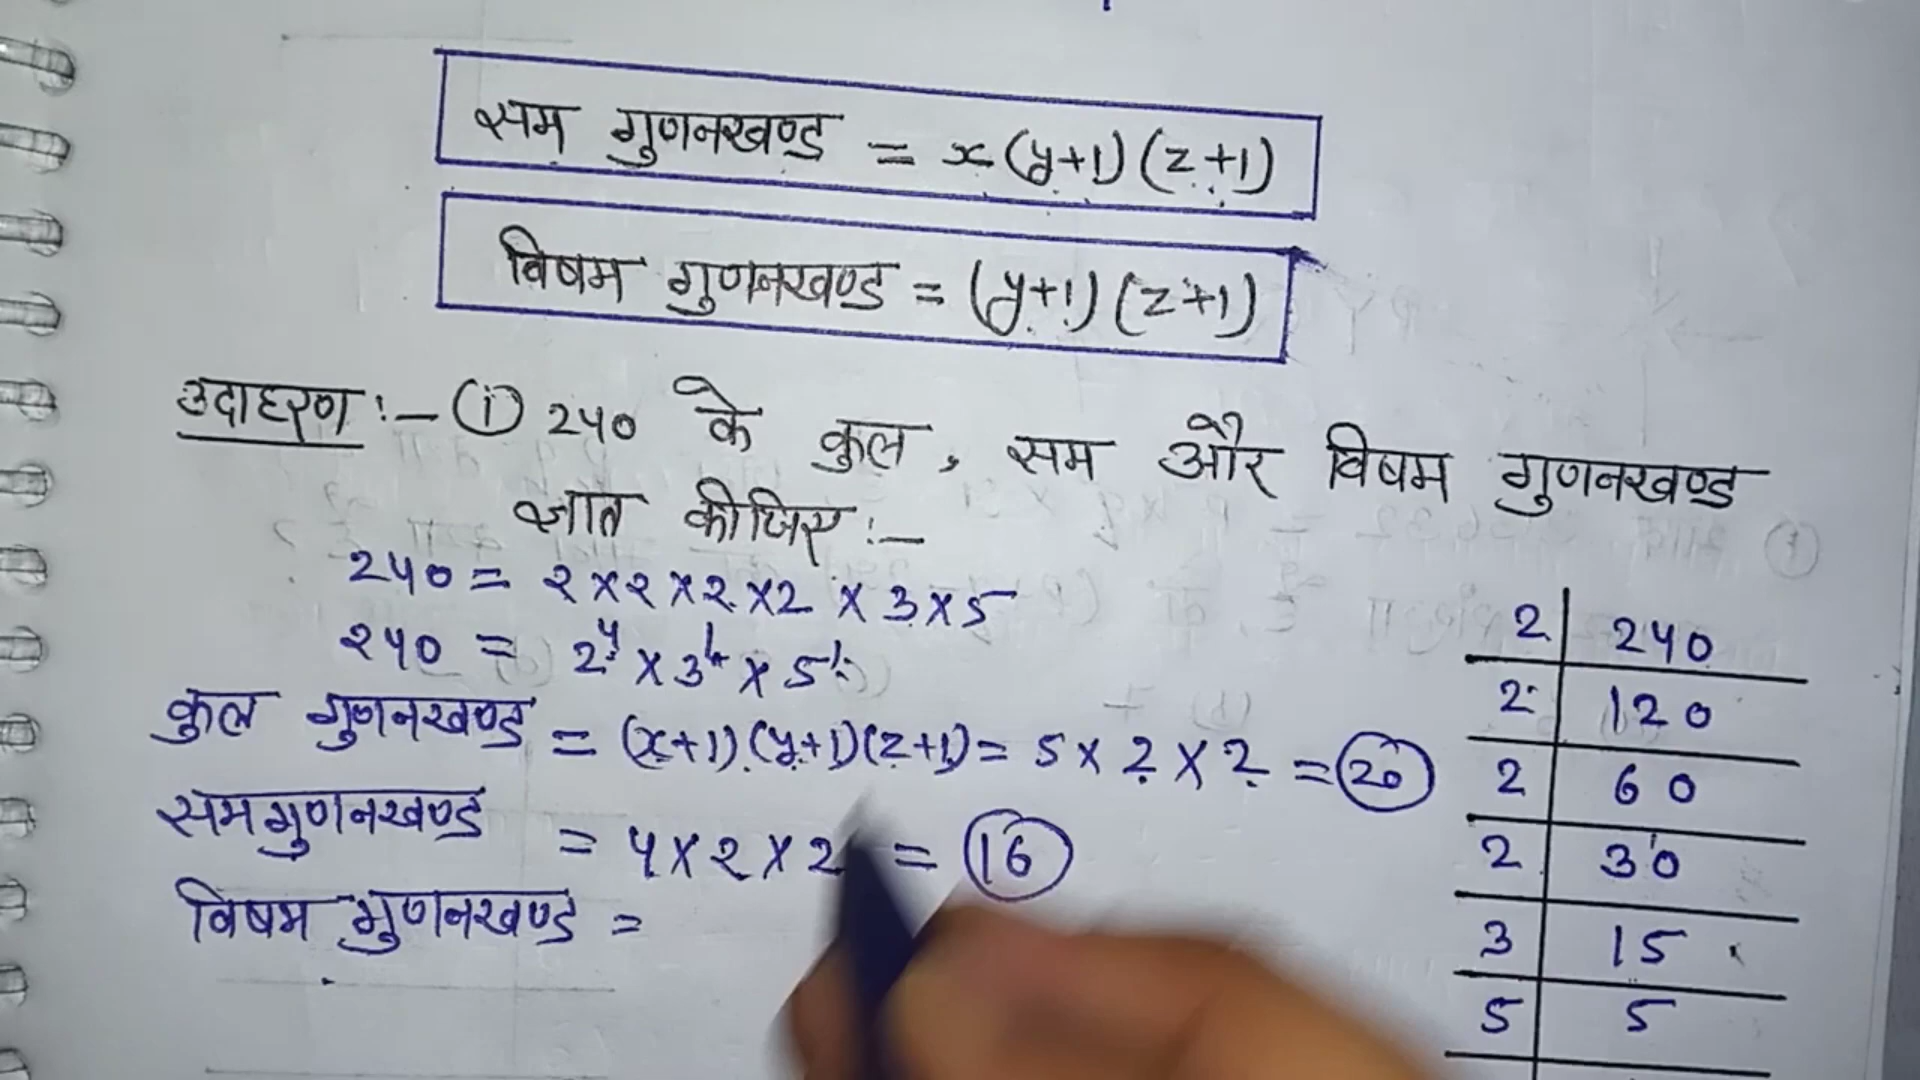 सम गुणनखण्ड = x(y+1)(z+1)
विषम गुणनखण्ड = (y+1)(z+1)
उदाहरण :- (i) 240 के कुल, सम और विषम गुणनखण्ड
ज्ञात कीजिए :-
240 = 2×2×2×2×3×5
240 = 2⁴ × 3¹ × 5¹
कुल गुणनखण्ड = (x+1)(y+1)(z+1) = 5×2×2 = 20
समगुणनखण्ड = 4×2×2 = 16
विषम गुणनखण्ड =
2 | 240
2 | 120
2 | 60
2 | 30
3 | 15
5 | 5